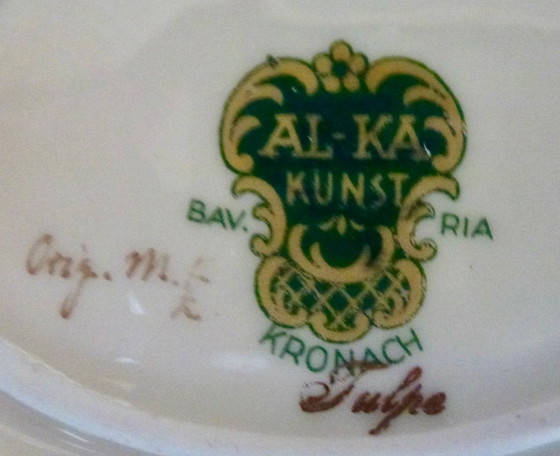 AL-KA
KUNST
BAV. RIA
Orig. M.
KRONACH
Tulpe